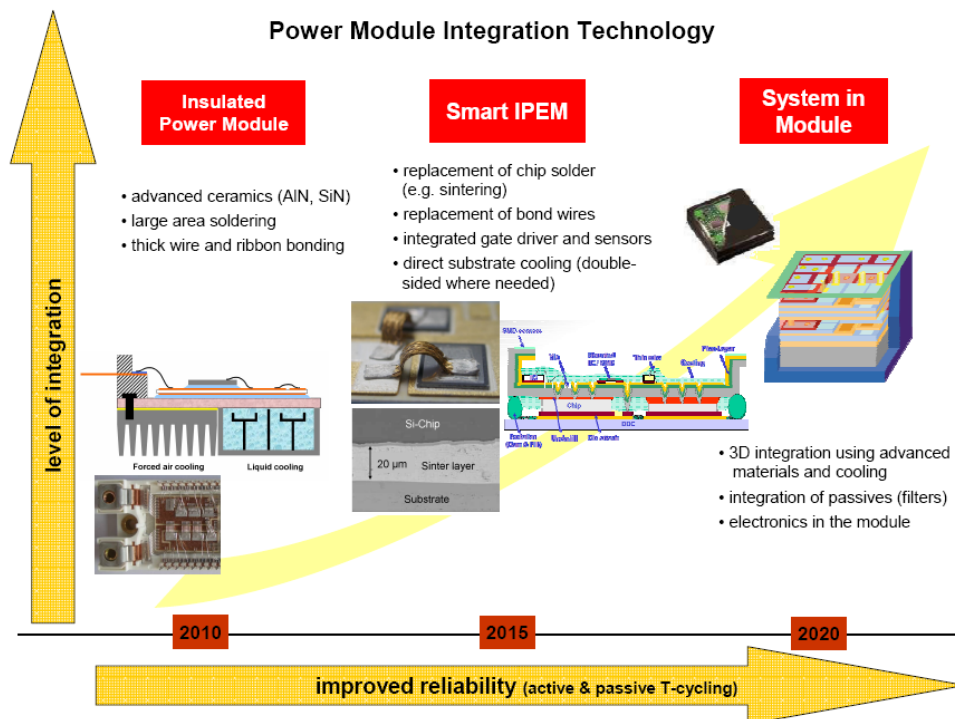 Power Module Integration Technology
Insulated
Power Module
Smart IPEM
System in
Module
• advanced ceramics (AlN, SiN)
• large area soldering
• thick wire and ribbon bonding
• replacement of chip solder
(e.g. sintering)
• replacement of bond wires
• integrated gate driver and sensors
• direct substrate cooling (double-
sided where needed)
level of integration
Forced air cooling
Liquid cooling
Si-Chip
20 µm
Sinter layer
Substrate
Chip
• 3D integration using advanced
materials and cooling
• integration of passives (filters)
• electronics in the module
2010
2015
2020
improved reliability (active & passive T-cycling)